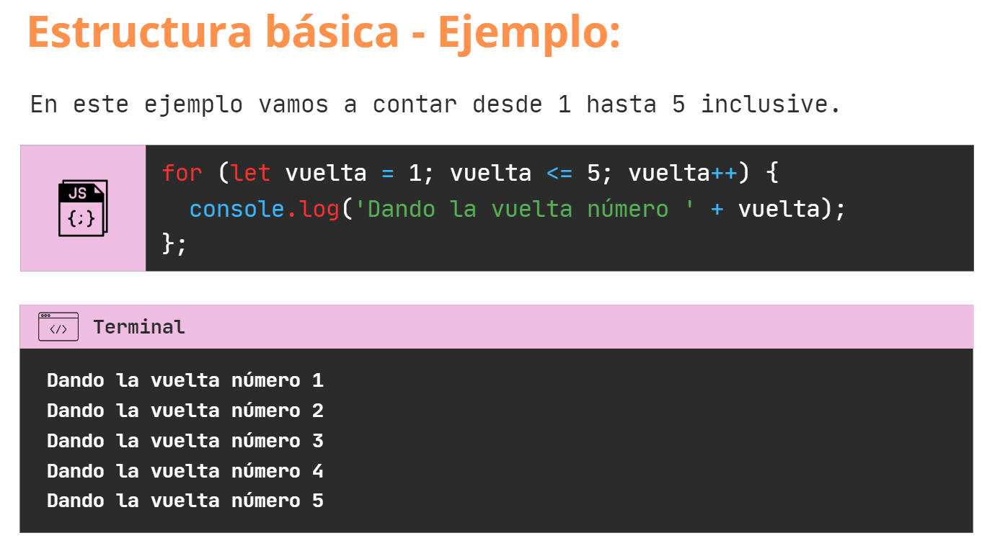 Estructura básica - Ejemplo:
En este ejemplo vamos a contar desde 1 hasta 5 inclusive.
JS
{;}
for (let vuelta = 1; vuelta <= 5; vuelta++) {
  console.log('Dando la vuelta número ' + vuelta);
};
</> Terminal
Dando la vuelta número 1
Dando la vuelta número 2
Dando la vuelta número 3
Dando la vuelta número 4
Dando la vuelta número 5